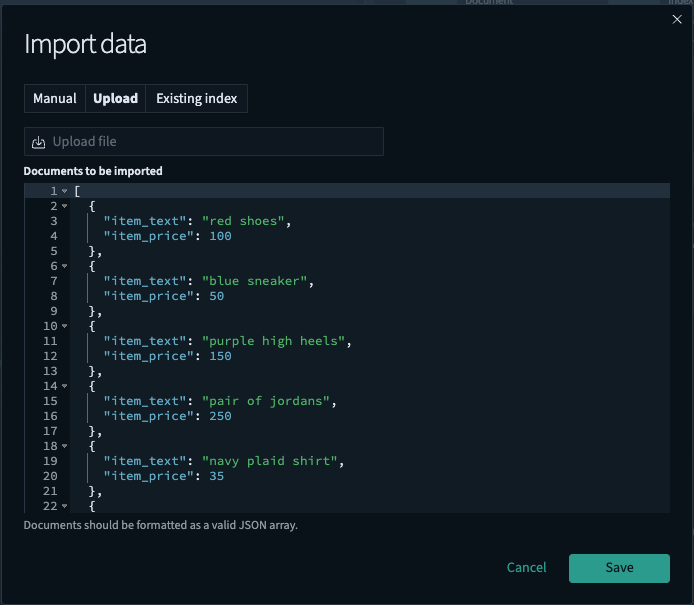 Document
Import data
Manual Upload Existing index
Upload file
Documents to be imported
1 [
2 {
3 "item_text": "red shoes",
4 "item_price": 100
5 },
6 {
7 "item_text": "blue sneaker",
8 "item_price": 50
9 },
10 {
11 "item_text": "purple high heels",
12 "item_price": 150
13 },
14 {
15 "item_text": "pair of jordans",
16 "item_price": 250
17 },
18 {
19 "item_text": "navy plaid shirt",
20 "item_price": 35
21 },
22 {
Documents should be formatted as a valid JSON array.
Cancel Save